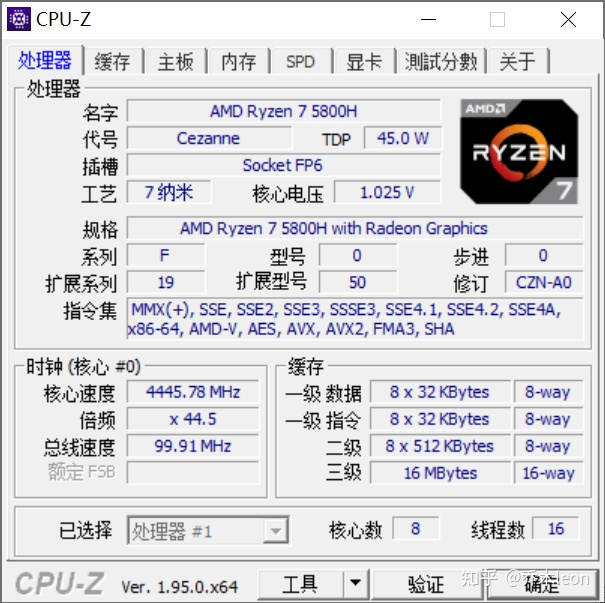 CPU-Z
处理器 缓存 主板 内存 SPD 显卡 測試分數 关于
处理器
名字 AMD Ryzen 7 5800H
代号 Cezanne TDP 45.0 W
插槽 Socket FP6
工艺 7 纳米 核心电压 1.025 V
AMD RYZEN 7
规格 AMD Ryzen 7 5800H with Radeon Graphics
系列 F 型号 0 步进 0
扩展系列 19 扩展型号 50 修订 CZN-A0
指令集 MMX(+), SSE, SSE2, SSE3, SSSE3, SSE4.1, SSE4.2, SSE4A,
x86-64, AMD-V, AES, AVX, AVX2, FMA3, SHA
时钟 (核心 #0)
核心速度 4445.78 MHz
倍频 x 44.5
总线速度 99.91 MHz
额定 FSB
缓存
一级 数据 8 x 32 KBytes 8-way
一级 指令 8 x 32 KBytes 8-way
二级 8 x 512 KBytes 8-way
三级 16 MBytes 16-way
已选择 处理器 #1 核心数 8 线程数 16
CPU-Z Ver. 1.95.0.x64 工具 验证 确定
知乎